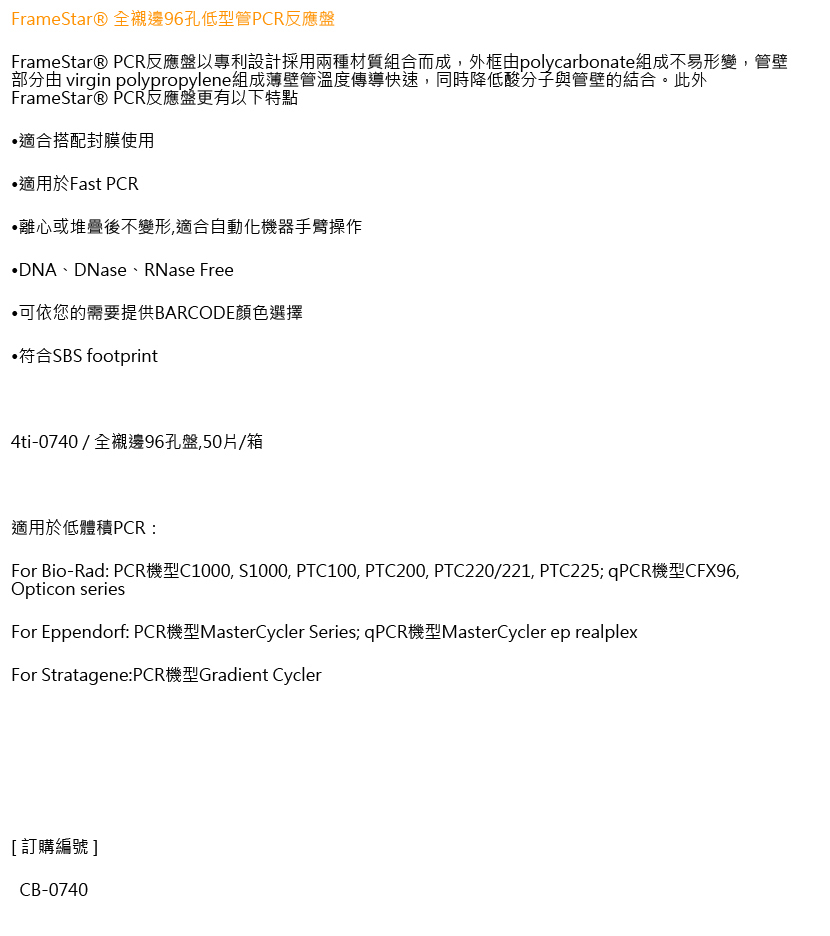 FrameStar® 全襯邊96孔低型管PCR反應盤
FrameStar® PCR反應盤以專利設計採用兩種材質組合而成，外框由polycarbonate組成不易形變，管壁
部分由 virgin polypropylene組成薄壁管溫度傳導快速，同時降低酸分子與管壁的結合。此外
FrameStar® PCR反應盤更有以下特點
•適合搭配封膜使用
•適用於Fast PCR
•離心或堆疊後不變形,適合自動化機器手臂操作
•DNA、DNase、RNase Free
•可依您的需要提供BARCODE顏色選擇
•符合SBS footprint
4ti-0740 / 全襯邊96孔盤,50片/箱
適用於低體積PCR：
For Bio-Rad: PCR機型C1000, S1000, PTC100, PTC200, PTC220/221, PTC225; qPCR機型CFX96,
Opticon series
For Eppendorf: PCR機型MasterCycler Series; qPCR機型MasterCycler ep realplex
For Stratagene:PCR機型Gradient Cycler
[ 訂購編號 ]
CB-0740